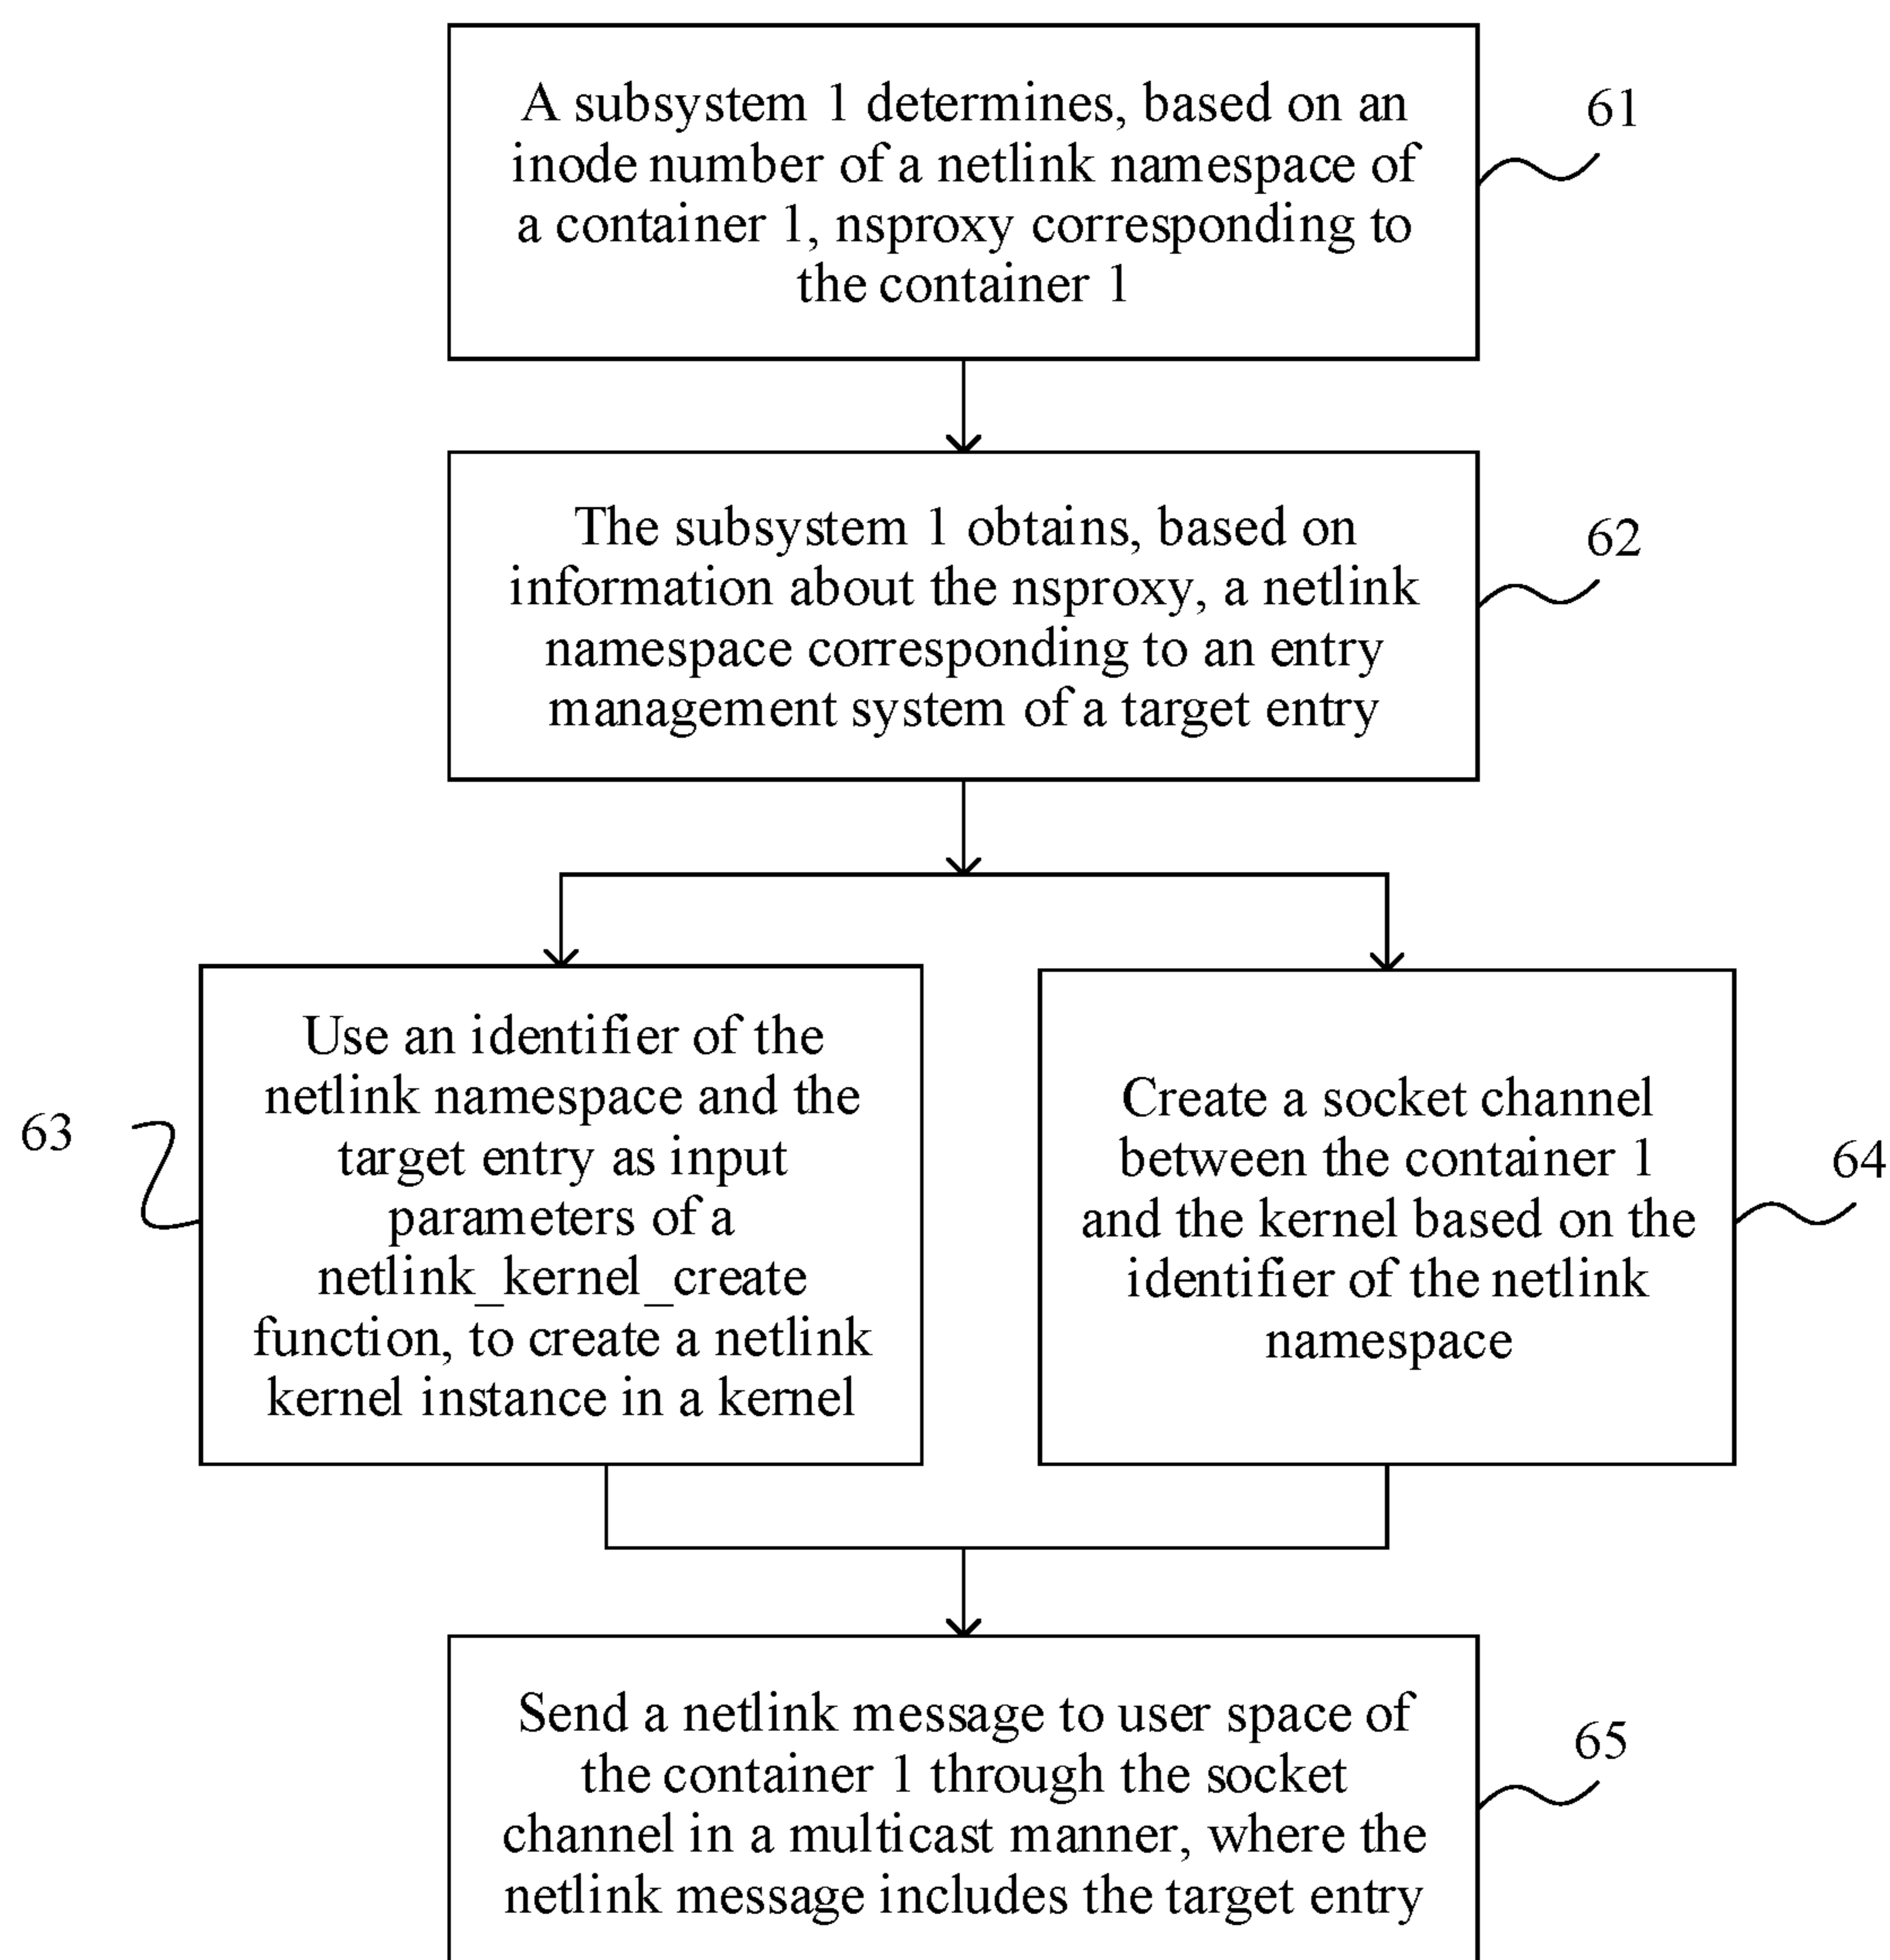 A subsystem 1 determines, based on an
inode number of a netlink namespace of
a container 1, nsproxy corresponding to
the container 1
61
The subsystem 1 obtains, based on
information about the nsproxy, a netlink
namespace corresponding to an entry
management system of a target entry
62
Use an identifier of the
netlink namespace and the
target entry as input
parameters of a
netlink_kernel_create
function, to create a netlink
kernel instance in a kernel
63
Create a socket channel
between the container 1
and the kernel based on the
identifier of the netlink
namespace
64
Send a netlink message to user space of
the container 1 through the socket
channel in a multicast manner, where the
netlink message includes the target entry
65